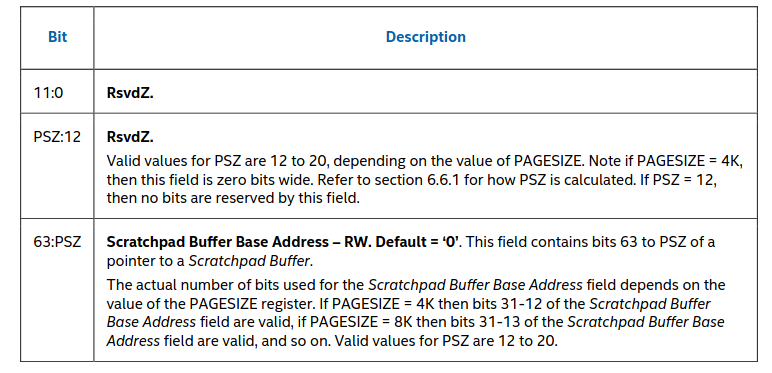 Bit
Description
11:0
RsvdZ.
PSZ:12
RsvdZ.
Valid values for PSZ are 12 to 20, depending on the value of PAGESIZE. Note if PAGESIZE = 4K,
then this field is zero bits wide. Refer to section 6.6.1 for how PSZ is calculated. If PSZ = 12,
then no bits are reserved by this field.
63:PSZ
Scratchpad Buffer Base Address – RW. Default = ‘0’. This field contains bits 63 to PSZ of a
pointer to a Scratchpad Buffer.
The actual number of bits used for the Scratchpad Buffer Base Address field depends on the
value of the PAGESIZE register. If PAGESIZE = 4K then bits 31-12 of the Scratchpad Buffer
Base Address field are valid, if PAGESIZE = 8K then bits 31-13 of the Scratchpad Buffer Base
Address field are valid, and so on. Valid values for PSZ are 12 to 20.